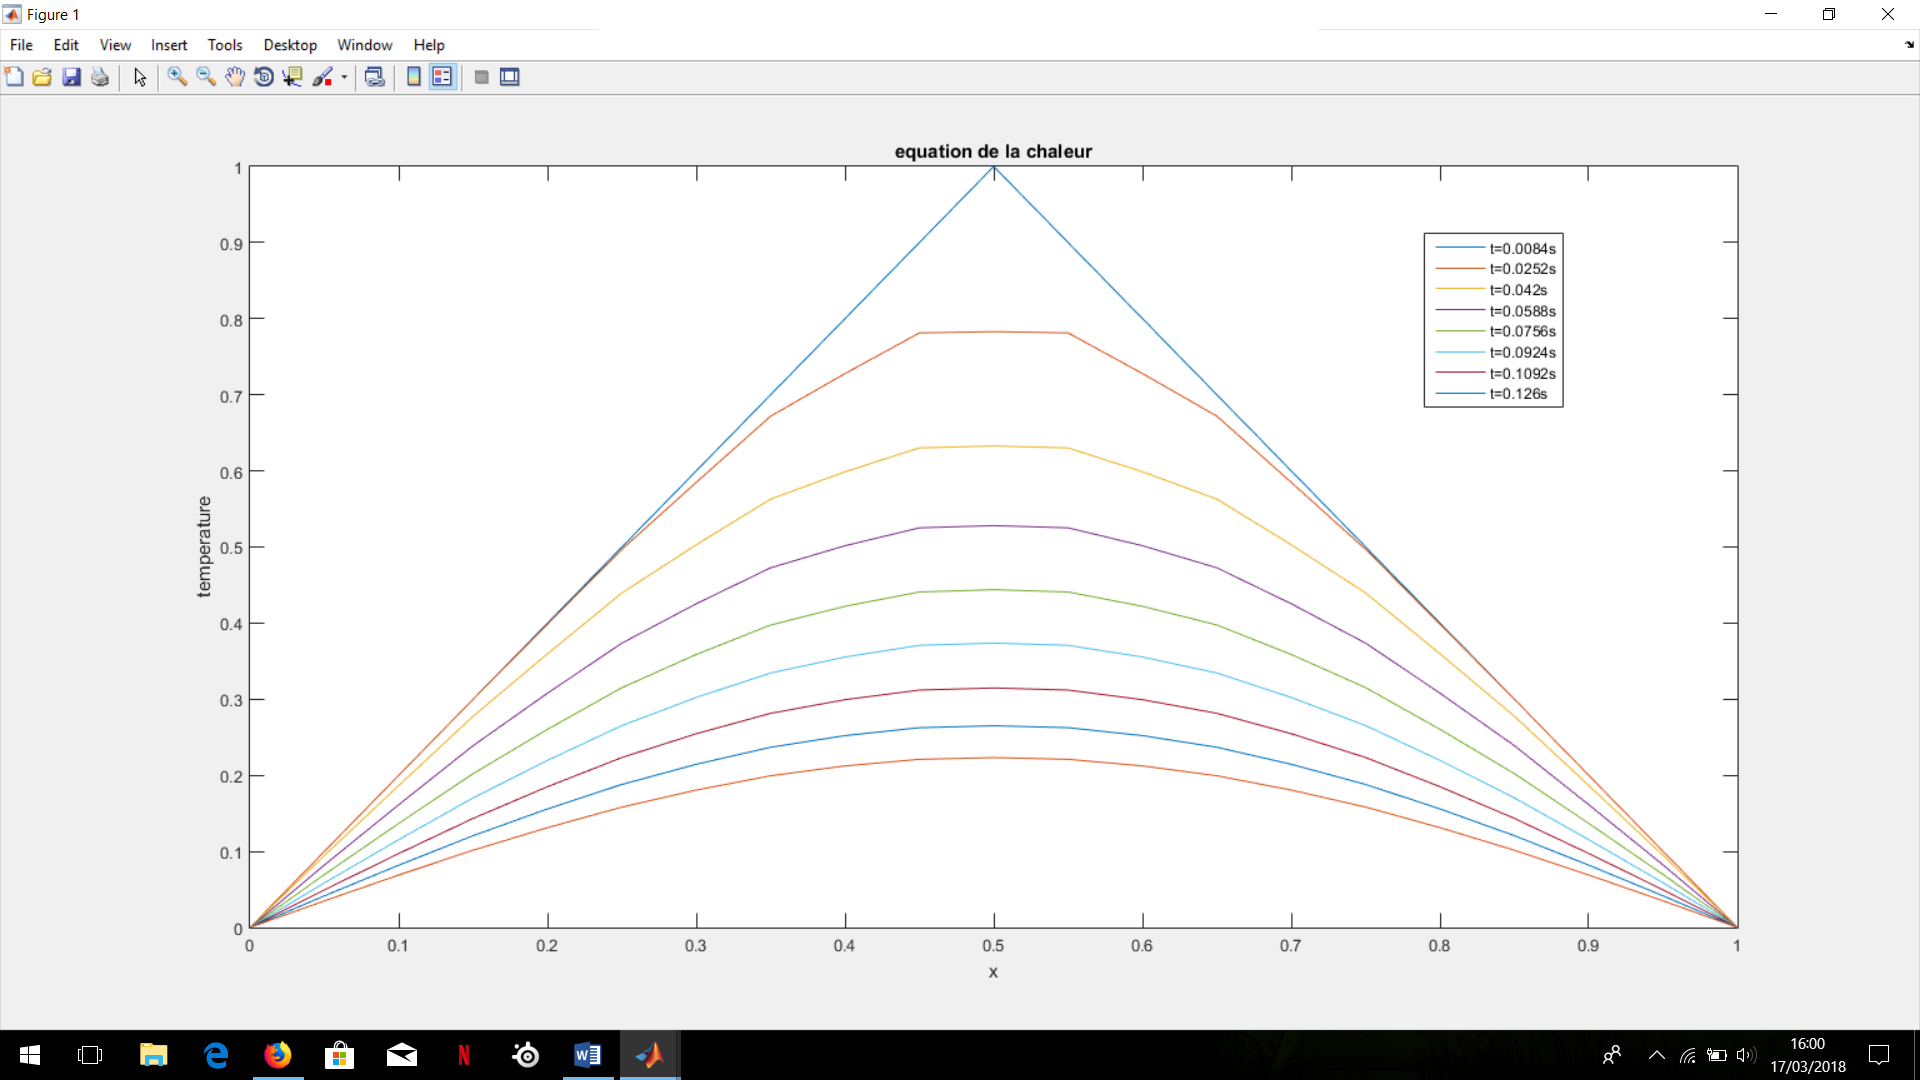 Figure 1
File Edit View Insert Tools Desktop Window Help
equation de la chaleur
1
0.9
0.8
0.7
0.6
0.5
0.4
0.3
0.2
0.1
0
temperature
t=0.0084s
t=0.0252s
t=0.042s
t=0.0588s
t=0.0756s
t=0.0924s
t=0.1092s
t=0.126s
0 0.1 0.2 0.3 0.4 0.5 0.6 0.7 0.8 0.9 1
x
16:00
17/03/2018